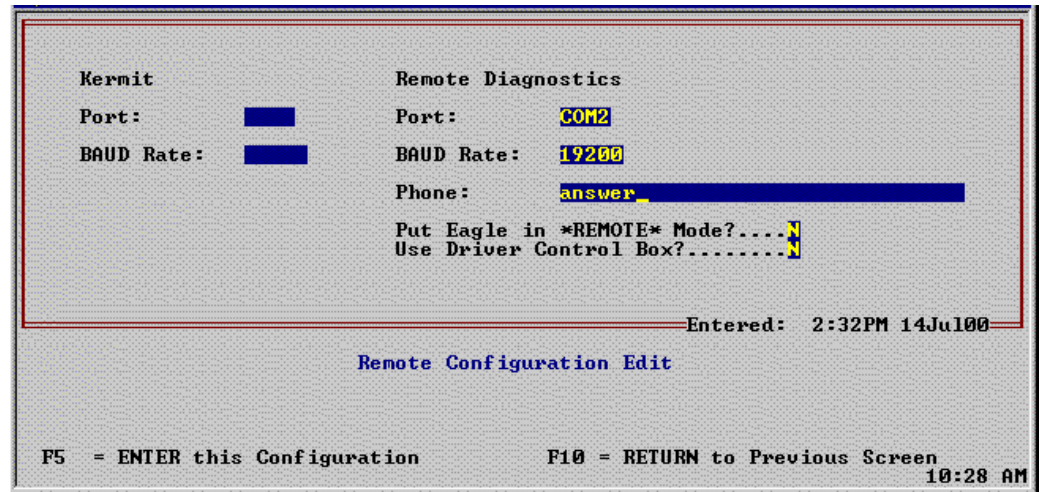 Kermit Remote Diagnostics
Port: Port: COM2
BAUD Rate: BAUD Rate: 19200
Phone: answer_
Put Eagle in *REMOTE* Mode?....N
Use Driver Control Box?........N
Entered: 2:32PM 14Jul00
Remote Configuration Edit
F5 = ENTER this Configuration F10 = RETURN to Previous Screen
10:28 AM